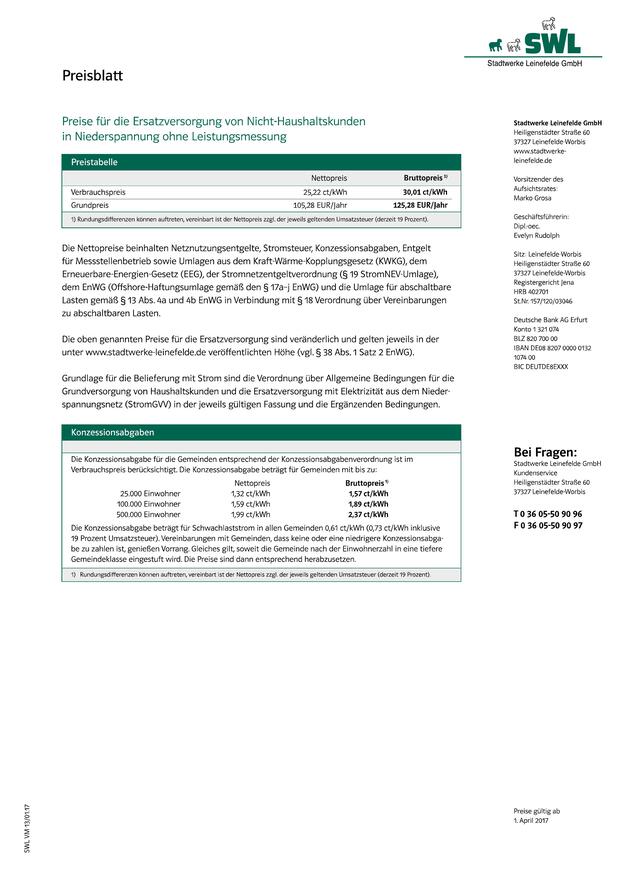 SWL
Stadtwerke Leinefelde GmbH
Preisblatt
Preise für die Ersatzversorgung von Nicht-Haushaltskunden
in Niederspannung ohne Leistungsmessung
Preistabelle
Nettopreis Bruttopreis 1)
Verbrauchspreis 25,22 ct/kWh 30,01 ct/kWh
Grundpreis 105,28 EUR/Jahr 125,28 EUR/Jahr
1) Rundungsdifferenzen können auftreten, vereinbart ist der Nettopreis zzgl. der jeweils geltenden Umsatzsteuer (derzeit 19 Prozent).
Die Nettopreise beinhalten Netznutzungsentgelte, Stromsteuer, Konzessionsabgaben, Entgelt
für Messstellenbetrieb sowie Umlagen aus dem Kraft-Wärme-Kopplungsgesetz (KWKG), dem
Erneuerbare-Energien-Gesetz (EEG), der Stromnetzentgeltverordnung (§ 19 StromNEV-Umlage),
dem EnWG (Offshore-Haftungsumlage gemäß den § 17a-j EnWG) und die Umlage für abschaltbare
Lasten gemäß § 13 Abs. 4a und 4b EnWG in Verbindung mit § 18 Verordnung über Vereinbarungen
zu abschaltbaren Lasten.
Die oben genannten Preise für die Ersatzversorgung sind veränderlich und gelten jeweils in der
unter www.stadtwerke-leinefelde.de veröffentlichten Höhe (vgl. § 38 Abs. 1 Satz 2 EnWG).
Grundlage für die Belieferung mit Strom sind die Verordnung über Allgemeine Bedingungen für die
Grundversorgung von Haushaltskunden und die Ersatzversorgung mit Elektrizität aus dem Nieder-
spannungsnetz (StromGVV) in der jeweils gültigen Fassung und die Ergänzenden Bedingungen.
Konzessionsabgaben
Die Konzessionsabgabe für die Gemeinden entsprechend der Konzessionsabgabenverordnung ist im
Verbrauchspreis berücksichtigt. Die Konzessionsabgabe beträgt für Gemeinden mit bis zu:
Nettopreis Bruttopreis 1)
25.000 Einwohner 1,32 ct/kWh 1,57 ct/kWh
100.000 Einwohner 1,59 ct/kWh 1,89 ct/kWh
500.000 Einwohner 1,99 ct/kWh 2,37 ct/kWh
Die Konzessionsabgabe beträgt für Schwachlaststrom in allen Gemeinden 0,61 ct/kWh (0,73 ct/kWh inklusive
19 Prozent Umsatzsteuer). Vereinbarungen mit Gemeinden, dass keine oder eine niedrigere Konzessionsabga-
be zu zahlen ist, genießen Vorrang. Gleiches gilt, soweit die Gemeinde nach der Einwohnerzahl in eine tiefere
Gemeindeklasse eingestuft wird. Die Preise sind dann entsprechend herabzusetzen.
1) Rundungsdifferenzen können auftreten, vereinbart ist der Nettopreis zzgl. der jeweils geltenden Umsatzsteuer (derzeit 19 Prozent).
Stadtwerke Leinefelde GmbH
Heiligenstädter Straße 60
37327 Leinefelde-Worbis
www.stadtwerke-
leinefelde.de
Vorsitzender des
Aufsichtsrates:
Marko Grosa
Geschäftsführerin:
Dipl.-oec.
Evelyn Rudolph
Sitz: Leinefelde Worbis
Heiligenstädter Straße 60
37327 Leinefelde-Worbis
Registergericht Jena
HRB 402701
St.Nr. 157/120/03046
Deutsche Bank AG Erfurt
Konto 1 321 074
BLZ 820 700 00
IBAN DE08 8207 0000 0132
1074 00
BIC DEUTDE8EXXX
Bei Fragen:
Stadtwerke Leinefelde GmbH
Kundenservice
Heiligenstädter Straße 60
37327 Leinefelde-Worbis
T 0 36 05-50 90 96
F 0 36 05-50 90 97
Preise gültig ab
1. April 2017
SWL VM 13/01.17